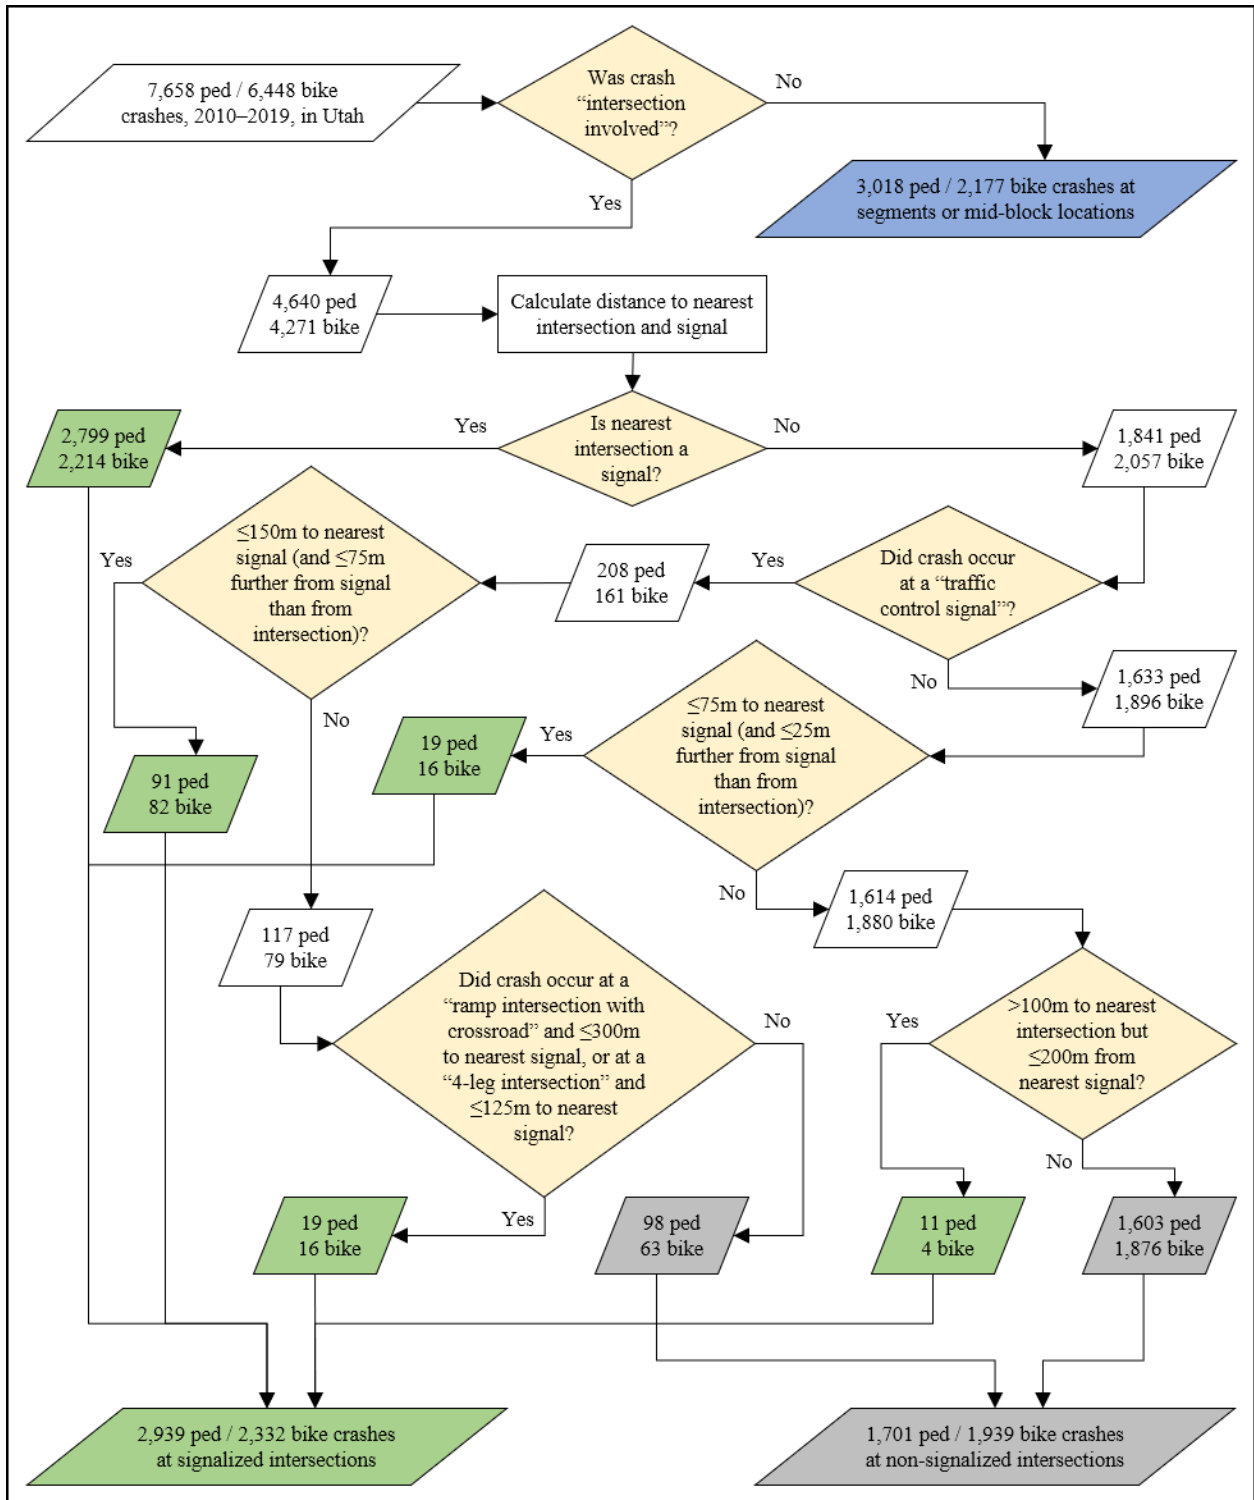 7,658 ped / 6,448 bike
crashes, 2010–2019, in Utah
Was crash
“intersection
involved”?
No
3,018 ped / 2,177 bike crashes at
segments or mid-block locations
Yes
4,640 ped
4,271 bike
Calculate distance to nearest
intersection and signal
Is nearest
intersection a
signal?
Yes
No
2,799 ped
2,214 bike
1,841 ped
2,057 bike
≤150m to nearest
signal (and ≤75m
further from signal
than from
intersection)?
Yes
208 ped
161 bike
Yes
Did crash occur
at a “traffic
control signal”?
No
1,633 ped
1,896 bike
No
91 ped
82 bike
19 ped
16 bike
Yes
≤75m to nearest
signal (and ≤25m
further from signal
than from
intersection)?
No
1,614 ped
1,880 bike
117 ped
79 bike
Did crash occur at a
“ramp intersection with
crossroad” and ≤300m
to nearest signal, or at a
“4-leg intersection” and
≤125m to nearest
signal?
No
Yes
>100m to nearest
intersection but
≤200m from
nearest signal?
Yes
No
19 ped
16 bike
98 ped
63 bike
11 ped
4 bike
1,603 ped
1,876 bike
2,939 ped / 2,332 bike crashes
at signalized intersections
1,701 ped / 1,939 bike crashes
at non-signalized intersections